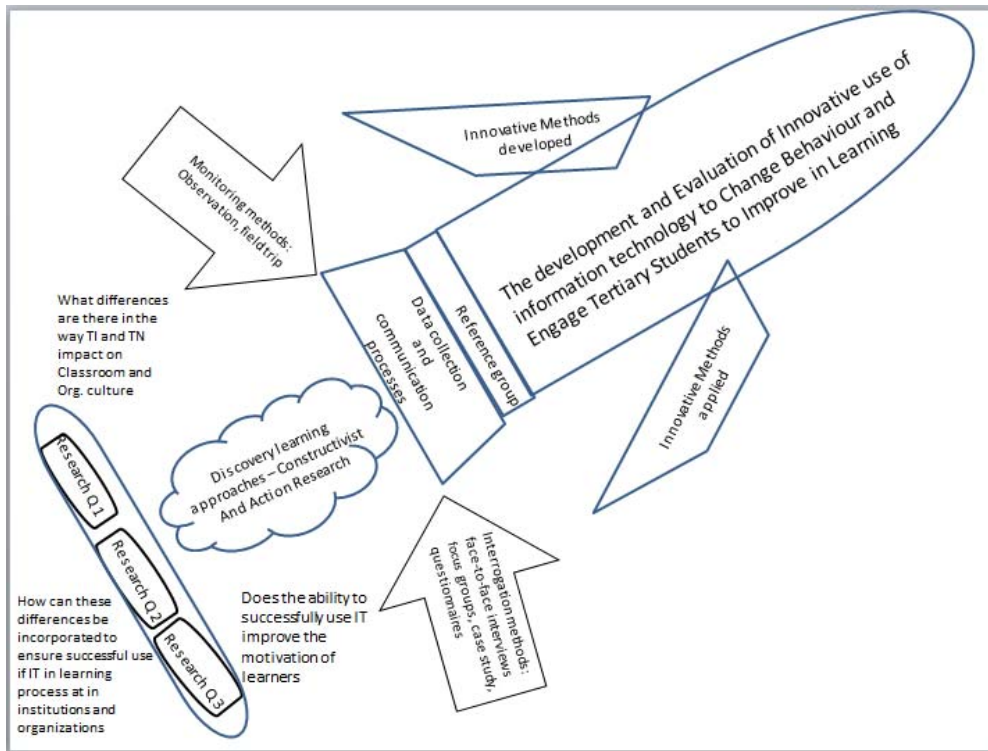 Innovative Methods
developed
The development and Evaluation of Innovative use of
information technology to Change Behaviour and
Engage Tertiary Students to Improve in Learning
Monitoring methods:
Observation, fieldtrip
Reference group
Data collection
and
communication
processes
Innovative Methods
applied
What differences
are there in the
way TI and TN
impact on
Classroom and
Org. culture
Discovery learning
approaches – Constructivist
And Action Research
Research Q1
Research Q2
Research Q3
Interrogation methods:
face-to-face interviews
focus groups, case study,
questionnaires
How can these
differences be
incorporated to
ensure successful use
if IT in learning
process at in
institutions and
organizations
Does the ability to
successfully use IT
improve the
motivation of
learners